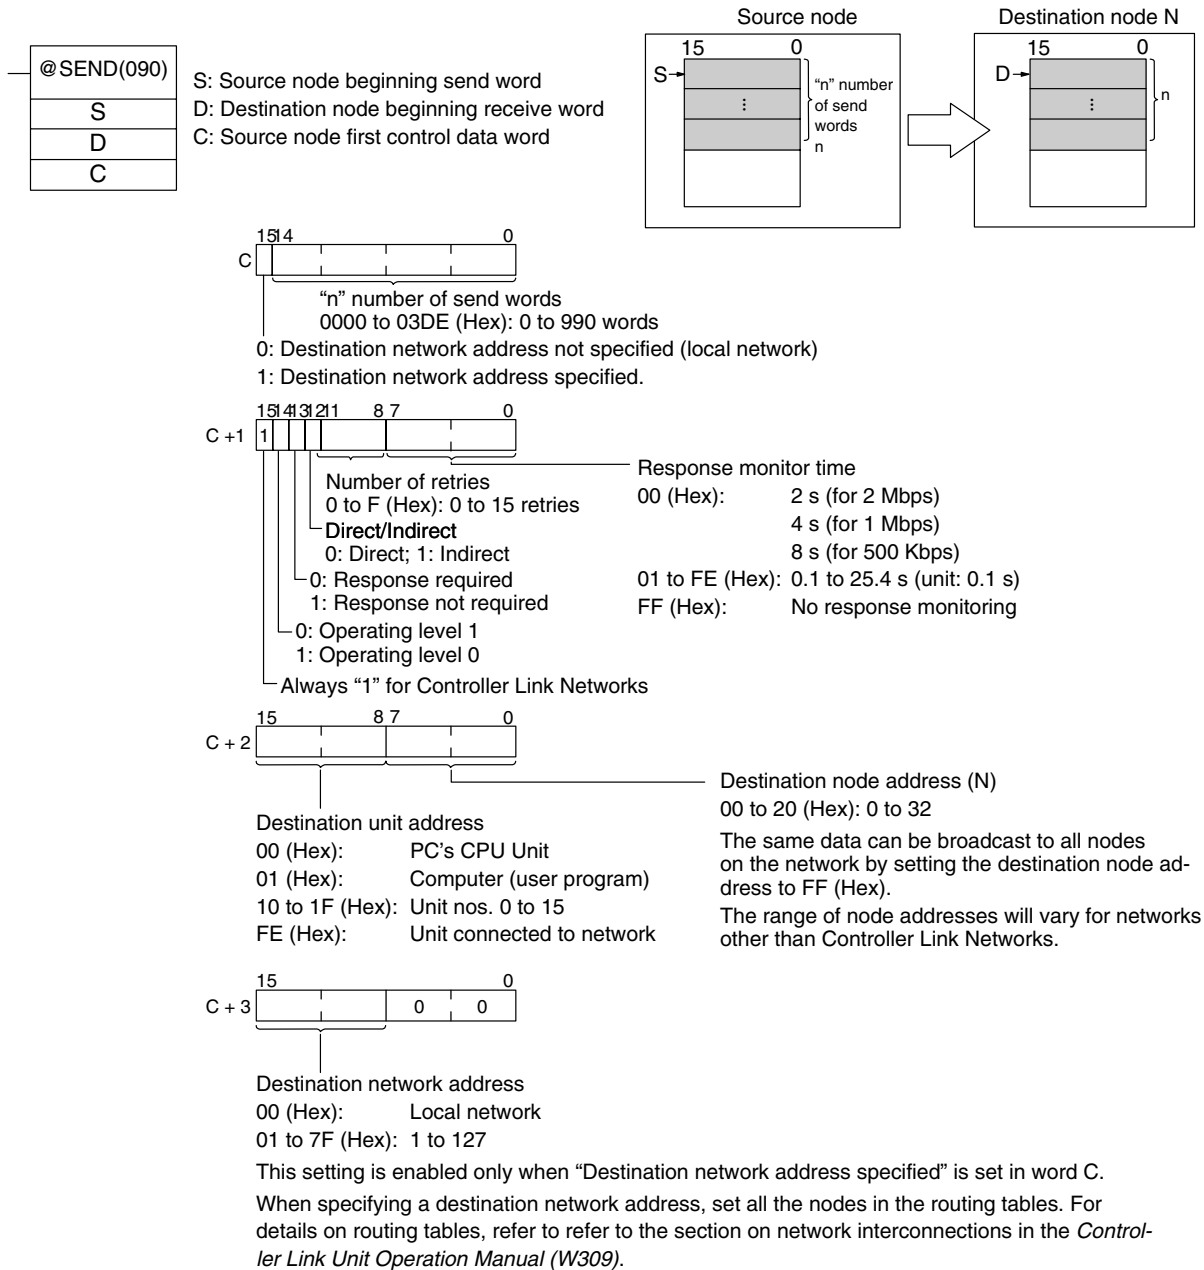 Source node
Destination node N
@SEND(090)
S
D
C
S: Source node beginning send word
D: Destination node beginning receive word
C: Source node first control data word
15 0
S
⋮
"n" number
of send
words
n
15 0
D
⋮
n
15 14 0
C
"n" number of send words
0000 to 03DE (Hex): 0 to 990 words
0: Destination network address not specified (local network)
1: Destination network address specified.
15 14 13 12 11 8 7 0
C +1 1
Number of retries
0 to F (Hex): 0 to 15 retries
Direct/Indirect
0: Direct; 1: Indirect
0: Response required
1: Response not required
0: Operating level 1
1: Operating level 0
Always "1" for Controller Link Networks
Response monitor time
00 (Hex): 2 s (for 2 Mbps)
4 s (for 1 Mbps)
8 s (for 500 Kbps)
01 to FE (Hex): 0.1 to 25.4 s (unit: 0.1 s)
FF (Hex): No response monitoring
15 8 7 0
C + 2
Destination unit address
00 (Hex): PC's CPU Unit
01 (Hex): Computer (user program)
10 to 1F (Hex): Unit nos. 0 to 15
FE (Hex): Unit connected to network
Destination node address (N)
00 to 20 (Hex): 0 to 32
The same data can be broadcast to all nodes
on the network by setting the destination node ad-
dress to FF (Hex).
The range of node addresses will vary for networks
other than Controller Link Networks.
15 0
C + 3 0 0
Destination network address
00 (Hex): Local network
01 to 7F (Hex): 1 to 127
This setting is enabled only when "Destination network address specified" is set in word C.
When specifying a destination network address, set all the nodes in the routing tables. For
details on routing tables, refer to refer to the section on network interconnections in the Control-
ler Link Unit Operation Manual (W309).